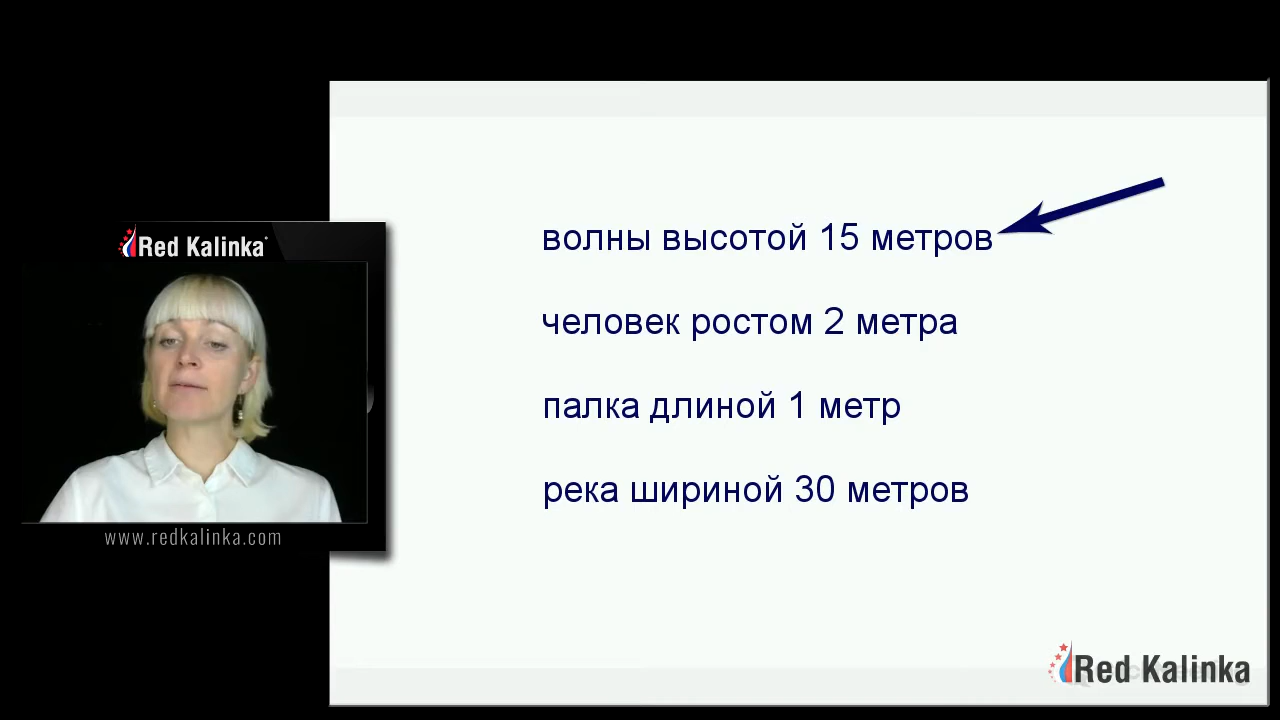 Red Kalinka
www.redkalinka.com
волны высотой 15 метров
человек ростом 2 метра
палка длиной 1 метр
река шириной 30 метров
Red Kalinka